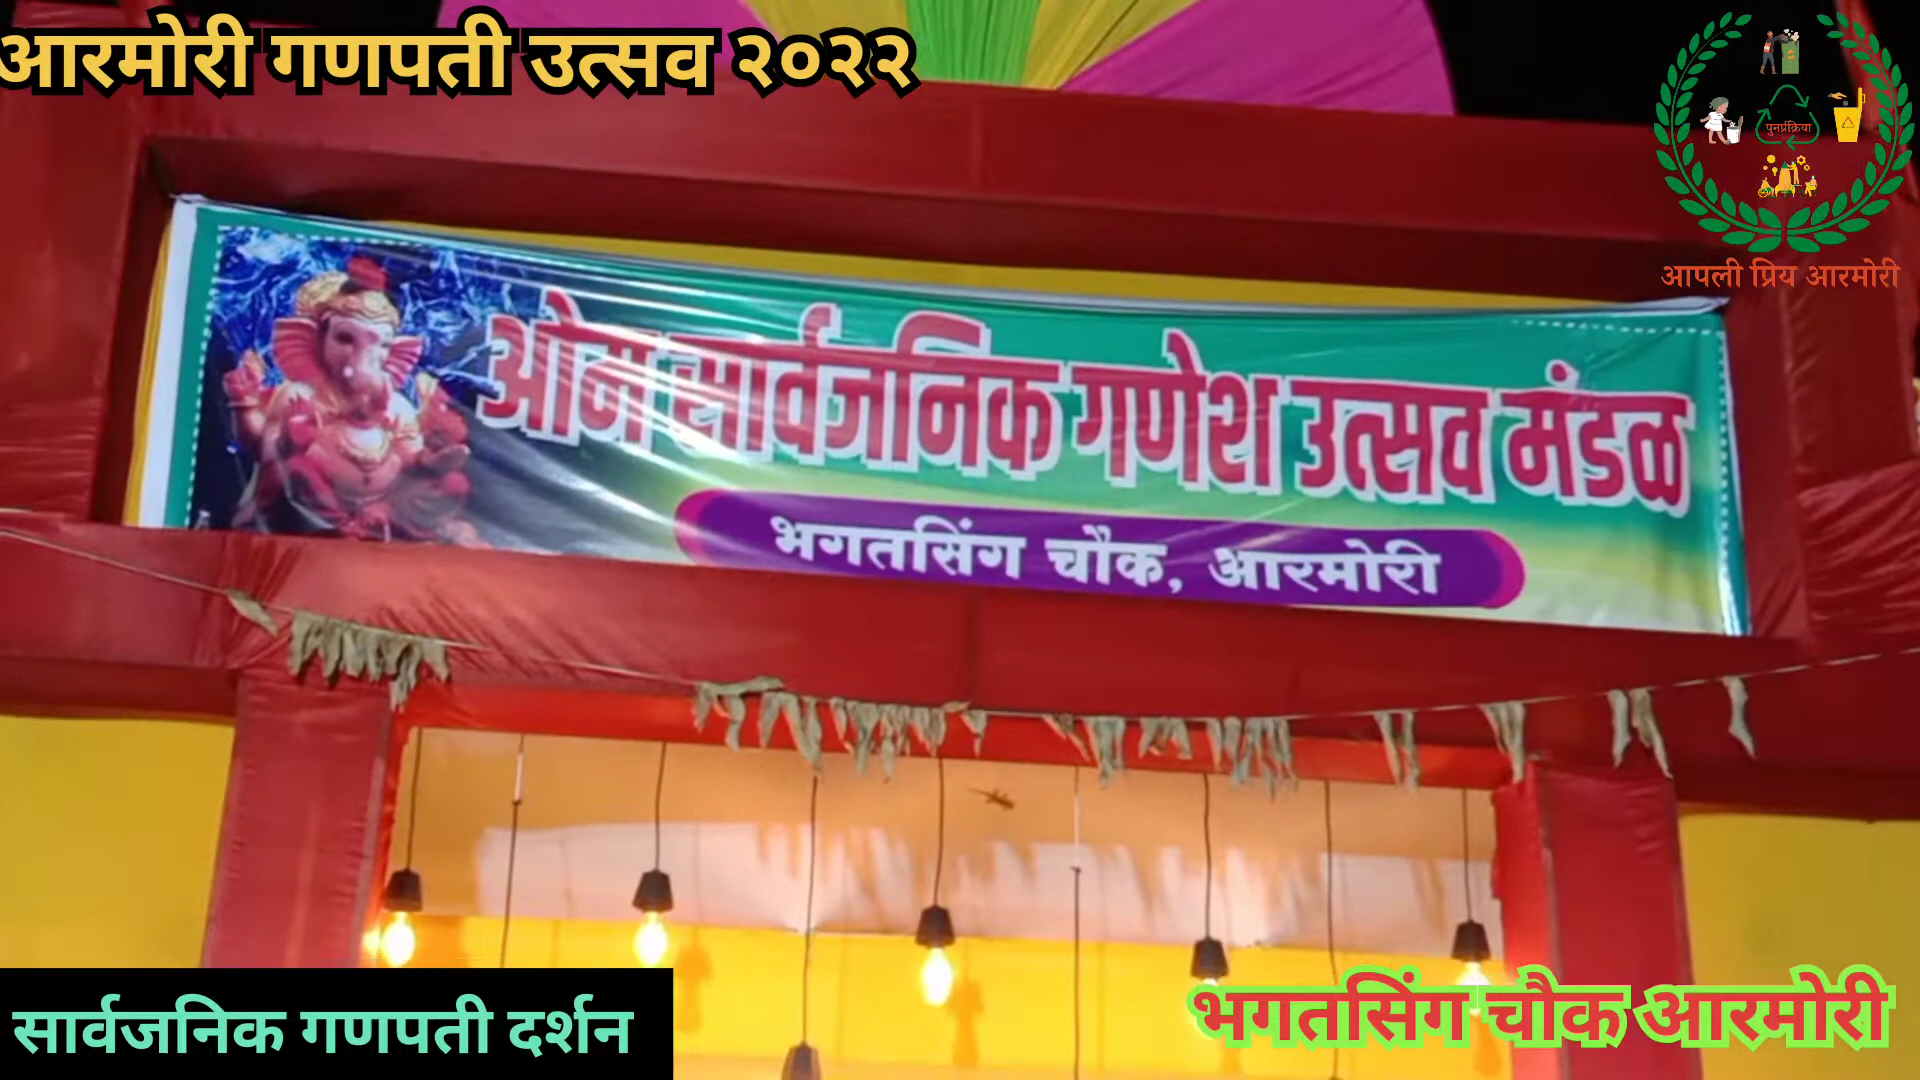 आरमोरी गणपती उत्सव २०२२
पुनर्प्रक्रिया
आपली प्रिय आरमोरी
ओम सार्वजनिक गणेश उत्सव मंडळ
भगतसिंग चौक, आरमोरी
सार्वजनिक गणपती दर्शन
भगतसिंग चौक आरमोरी